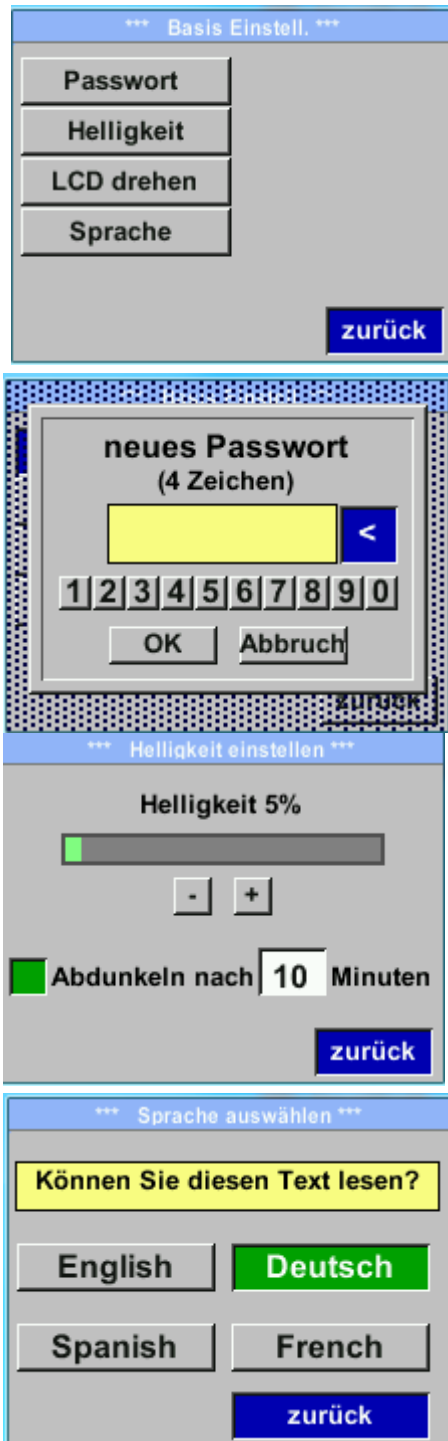 *** Basis Einstell. ***
Passwort
Helligkeit
LCD drehen
Sprache
zurück
neues Passwort
(4 Zeichen)
<
1 2 3 4 5 6 7 8 9 0
OK Abbruch
zurück
*** Helligkeit einstellen ***
Helligkeit 5%
- +
Abdunkeln nach 10 Minuten
zurück
*** Sprache auswählen ***
Können Sie diesen Text lesen?
English Deutsch
Spanish French
zurück